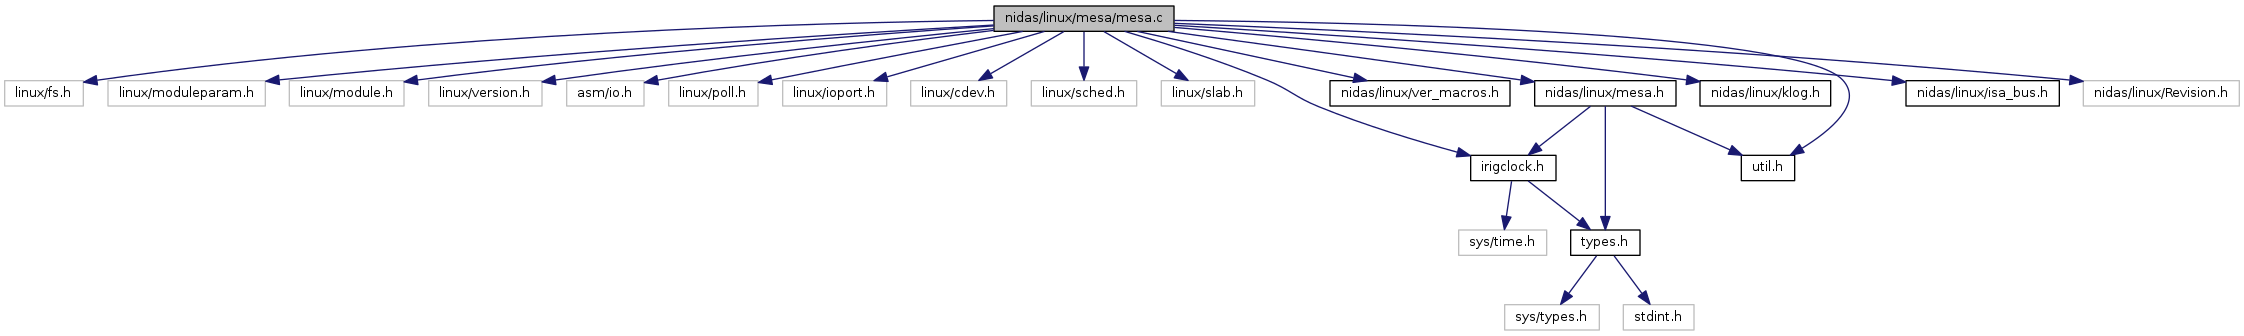 nidas/linux/mesa/mesa.c
linux/fs.h
linux/moduleparam.h
linux/module.h
linux/version.h
asm/io.h
linux/poll.h
linux/ioport.h
linux/cdev.h
linux/sched.h
linux/slab.h
nidas/linux/ver_macros.h
nidas/linux/mesa.h
nidas/linux/klog.h
nidas/linux/isa_bus.h
nidas/linux/Revision.h
irigclock.h
util.h
sys/time.h
types.h
sys/types.h
stdint.h